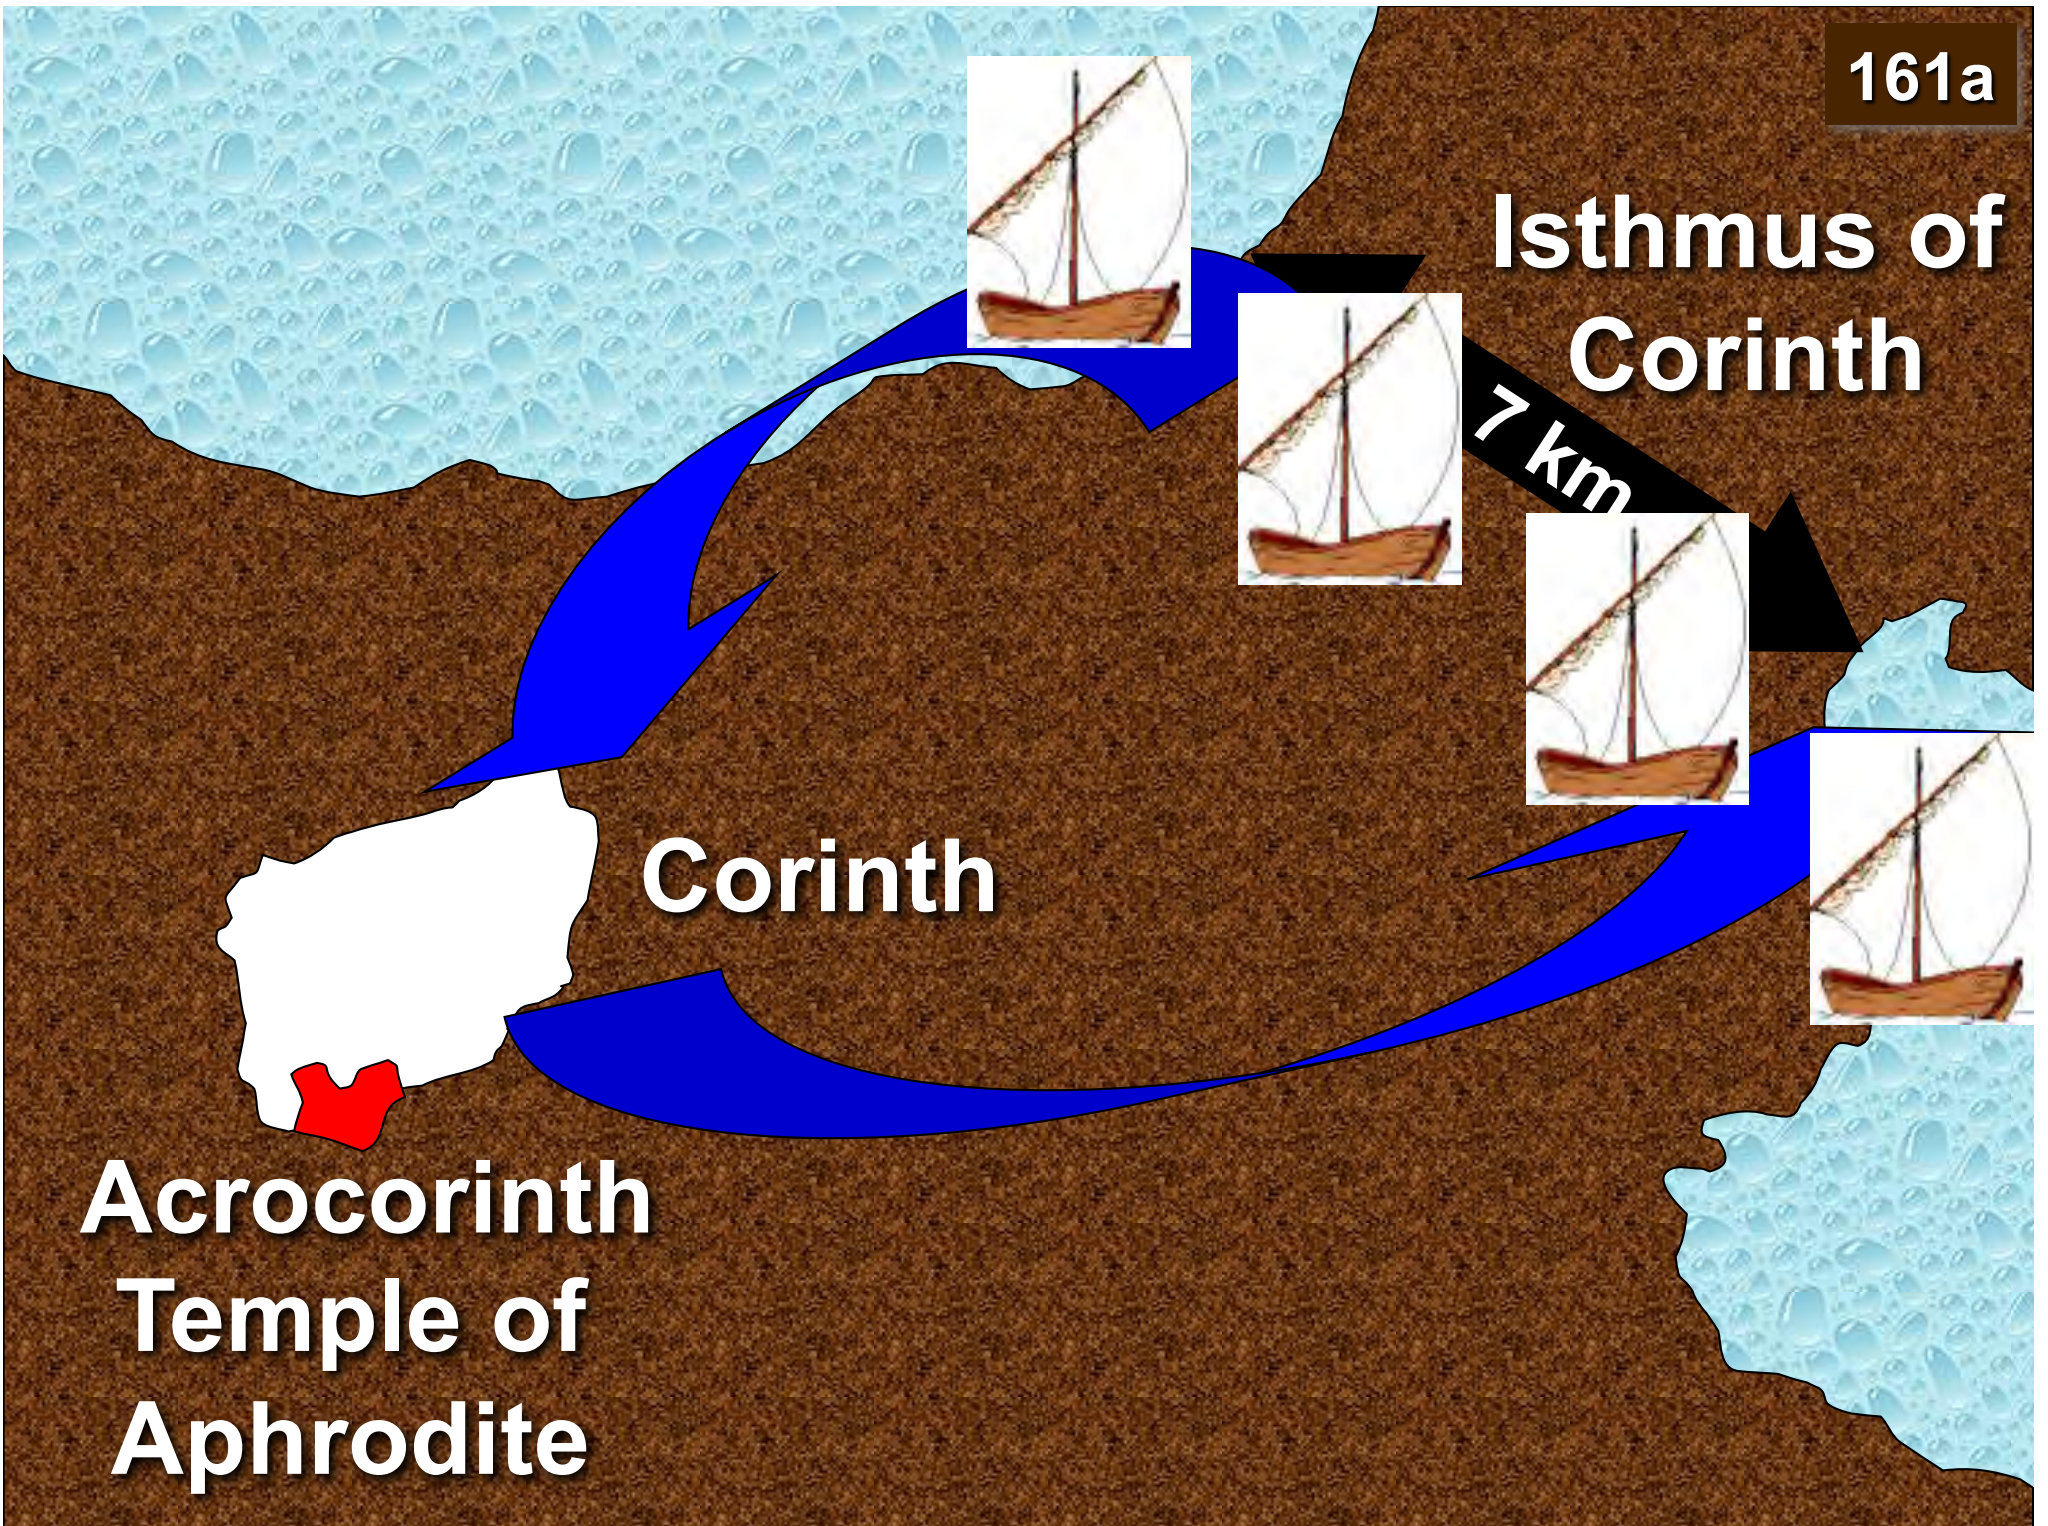 161a
Isthmus of
Corinth
7 km
Corinth
Acrocorinth
Temple of
Aphrodite